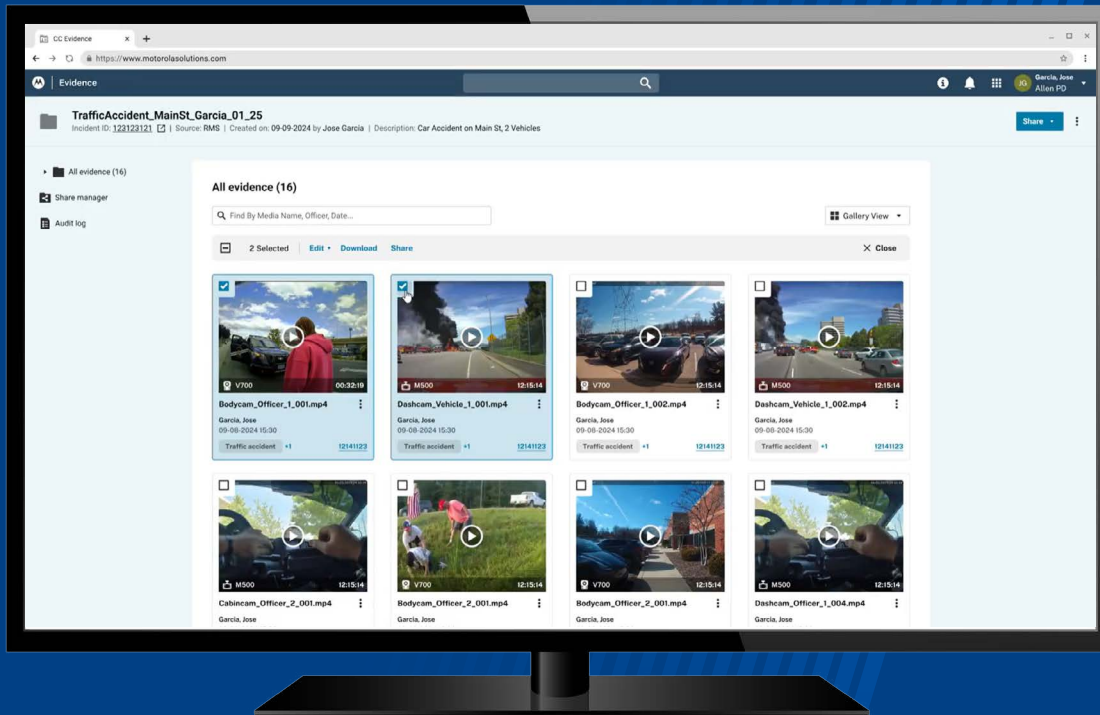 CC Evidence
https://www.motorolasolutions.com
Evidence
JG
Garcia, Jose
Allen PD
TrafficAccident_MainSt_Garcia_01_25
Incident ID: 123123121 | Source: RMS | Created on: 09-09-2024 by Jose Garcia | Description: Car Accident on Main St, 2 Vehicles
Share
All evidence (16)
Share manager
Audit log
All evidence (16)
Find By Media Name, Officer, Date...
Gallery View
2 Selected Edit Download Share
Close
V700 00:32:19
Bodycam_Officer_1_001.mp4
Garcia, Jose
09-08-2024 15:30
Traffic accident +1 12141123
M500 12:15:14
Dashcam_Vehicle_1_001.mp4
Garcia, Jose
09-08-2024 15:30
Traffic accident +1 12141123
V700 12:15:14
Bodycam_Officer_1_002.mp4
Garcia, Jose
09-08-2024 15:30
Traffic accident +1 12141123
M500 12:15:14
Dashcam_Vehicle_1_002.mp4
Garcia, Jose
09-08-2024 15:30
Traffic accident +1 12141123
M500 12:15:14
Cabincam_Officer_2_001.mp4
Garcia, Jose
V700 12:15:14
Bodycam_Officer_2_001.mp4
Garcia, Jose
V700 12:15:14
Bodycam_Officer_2_001.mp4
Garcia, Jose
M500 12:15:14
Dashcam_Officer_1_004.mp4
Garcia, Jose